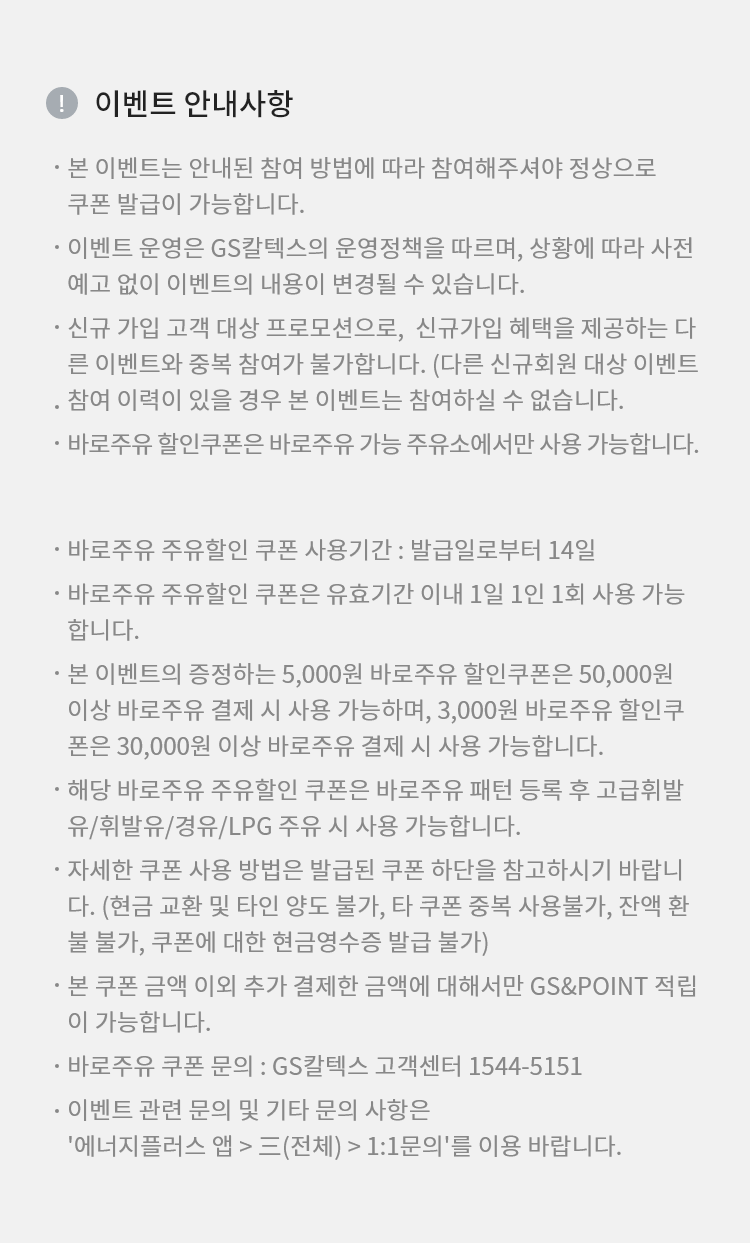 ! 이벤트 안내사항
· 본 이벤트는 안내된 참여 방법에 따라 참여해주셔야 정상으로
쿠폰 발급이 가능합니다.
· 이벤트 운영은 GS칼텍스의 운영정책을 따르며, 상황에 따라 사전
예고 없이 이벤트의 내용이 변경될 수 있습니다.
· 신규 가입 고객 대상 프로모션으로,  신규가입 혜택을 제공하는 다
른 이벤트와 중복 참여가 불가합니다. (다른 신규회원 대상 이벤트
· 참여 이력이 있을 경우 본 이벤트는 참여하실 수 없습니다.
· 바로주유 할인쿠폰은 바로주유 가능 주유소에서만 사용 가능합니다.
· 바로주유 주유할인 쿠폰 사용기간 : 발급일로부터 14일
· 바로주유 주유할인 쿠폰은 유효기간 이내 1일 1인 1회 사용 가능
합니다.
· 본 이벤트의 증정하는 5,000원 바로주유 할인쿠폰은 50,000원
이상 바로주유 결제 시 사용 가능하며, 3,000원 바로주유 할인쿠
폰은 30,000원 이상 바로주유 결제 시 사용 가능합니다.
· 해당 바로주유 주유할인 쿠폰은 바로주유 패턴 등록 후 고급휘발
유/휘발유/경유/LPG 주유 시 사용 가능합니다.
· 자세한 쿠폰 사용 방법은 발급된 쿠폰 하단을 참고하시기 바랍니
다. (현금 교환 및 타인 양도 불가, 타 쿠폰 중복 사용불가, 잔액 환
불 불가, 쿠폰에 대한 현금영수증 발급 불가)
· 본 쿠폰 금액 이외 추가 결제한 금액에 대해서만 GS&POINT 적립
이 가능합니다.
· 바로주유 쿠폰 문의 : GS칼텍스 고객센터 1544-5151
· 이벤트 관련 문의 및 기타 문의 사항은
'에너지플러스 앱 > 三(전체) > 1:1문의'를 이용 바랍니다.